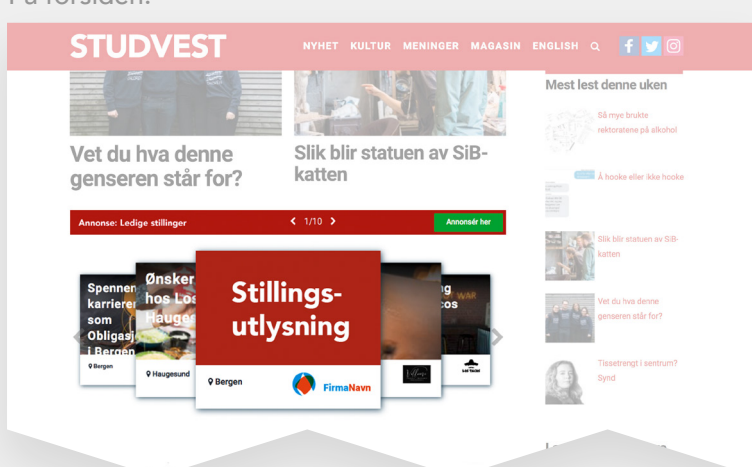 På forsiden:
STUDVEST
NYHET KULTUR MENINGER MAGASIN ENGLISH
Mest lest denne uken
Så mye brukte
rektoratene på alkohol
Å hooke eller ikke hooke
Slik blir statuen av SiB-
katten
Vet du hva denne
genseren står for?
Tissetrengt i sentrum?
Synd
Vet du hva denne
genseren står for?
Slik blir statuen av SiB-
katten
Annonse: Ledige stillinger
1/10
Annonsér her
Spennen
karrierer
som
Obligasj
i Bergen
Bergen
Ønsker
hos Los
Hauges
Haugesund
Stillings-
utlysning
Bergen
FirmaNavn